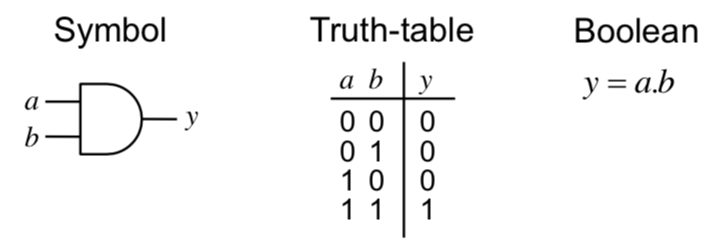 Symbol
a
b
y
Truth-table
a b y
0 0 0
0 1 0
1 0 0
1 1 1
Boolean
y = a.b